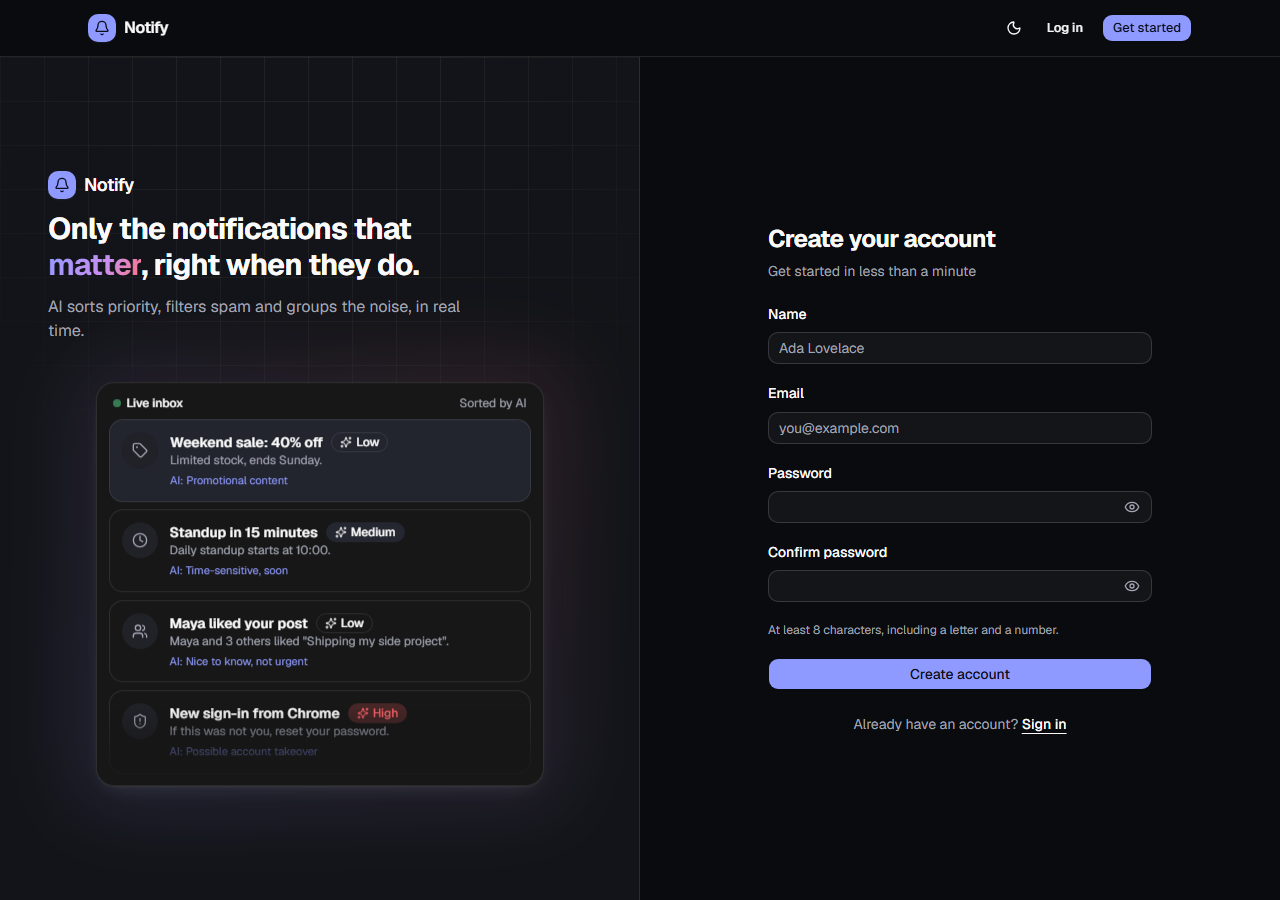 Notify
Log in
Get started
Notify
Only the notifications that
matter, right when they do.
AI sorts priority, filters spam and groups the noise, in real
time.
Live inbox
Sorted by AI
Weekend sale: 40% off
Low
Limited stock, ends Sunday.
AI: Promotional content
Standup in 15 minutes
Medium
Daily standup starts at 10:00.
AI: Time-sensitive, soon
Maya liked your post
Low
Maya and 3 others liked "Shipping my side project".
AI: Nice to know, not urgent
New sign-in from Chrome
High
If this was not you, reset your password.
AI: Possible account takeover
Create your account
Get started in less than a minute
Name
Ada Lovelace
Email
you@example.com
Password
Confirm password
At least 8 characters, including a letter and a number.
Create account
Already have an account? Sign in